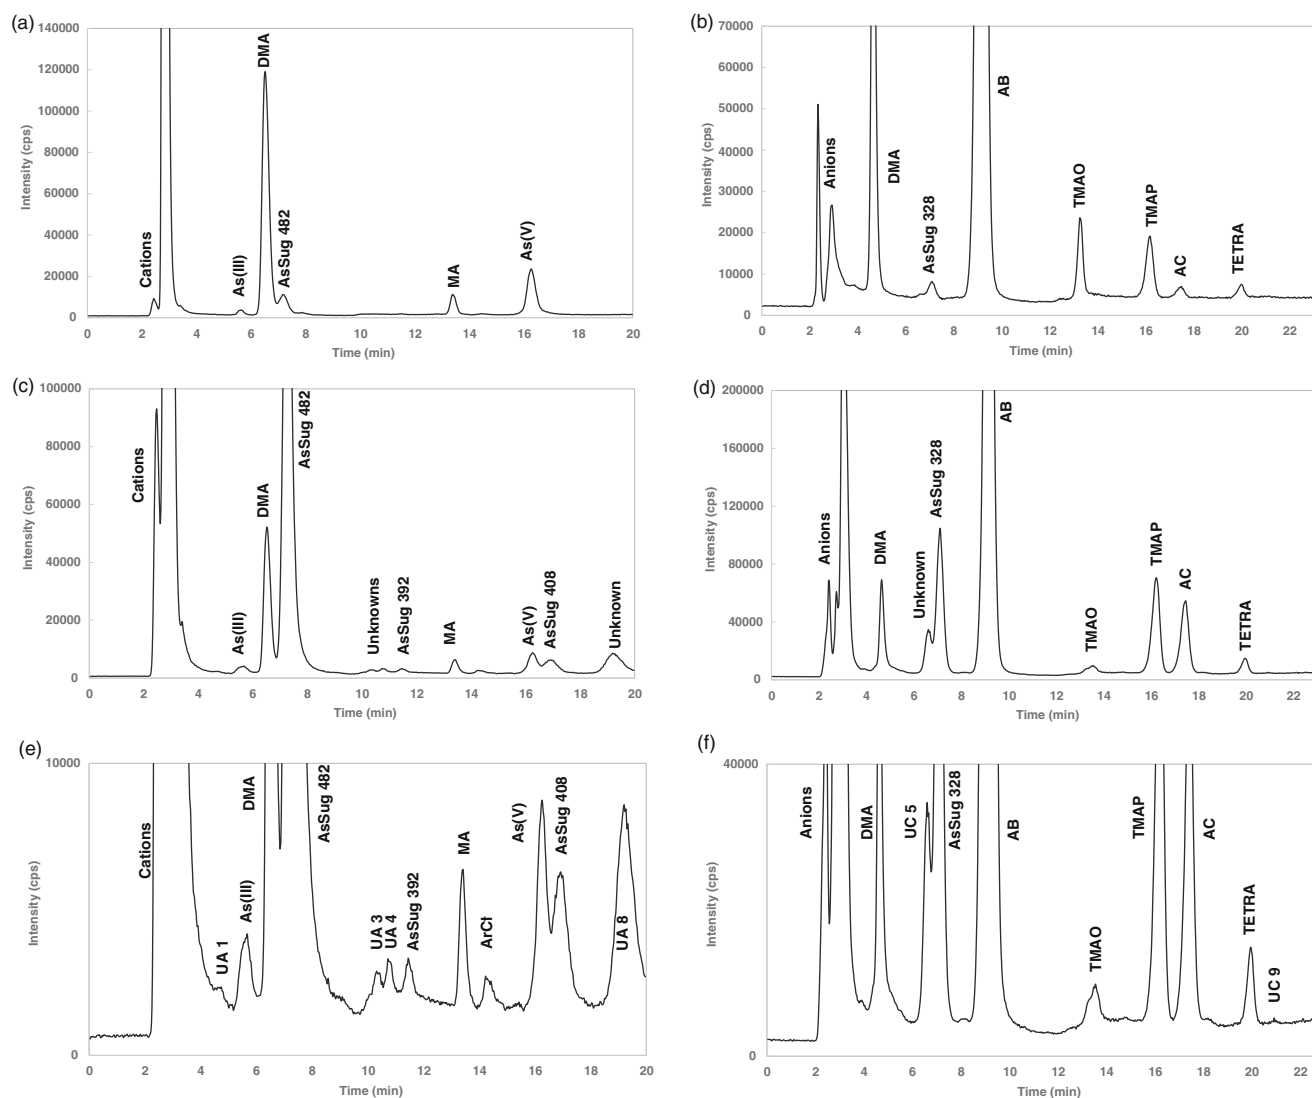 (a)
140000
120000
100000
80000
60000
40000
20000
0
Intensity (cps)
Cations
As(III)
DMA
AsSug 482
MA
As(V)
0 2 4 6 8 10 12 14 16 18 20
Time (min)
(b)
70000
60000
50000
40000
30000
20000
10000
0
Intensity (cps)
Anions
DMA
AsSug 328
AB
TMAO
TMAP
AC
TETRA
0 2 4 6 8 10 12 14 16 18 20 22
Time (min)
(c)
100000
80000
60000
40000
20000
0
Intensity (cps)
Cations
As(III)
DMA
AsSug 482
Unknowns
AsSug 392
MA
As(V)
AsSug 408
Unknown
0 2 4 6 8 10 12 14 16 18 20
Time (min)
(d)
200000
160000
120000
80000
40000
0
Intensity (cps)
Anions
DMA
Unknown
AsSug 328
AB
TMAO
TMAP
AC
TETRA
0 2 4 6 8 10 12 14 16 18 20 22
Time (min)
(e)
10000
0
Intensity (cps)
Cations
UA 1
As(III)
DMA
AsSug 482
UA 3
UA 4
AsSug 392
MA
ArCt
As(V)
AsSug 408
UA 8
0 2 4 6 8 10 12 14 16 18 20
Time (min)
(f)
40000
0
Intensity (cps)
Anions
DMA
UC 5
AsSug 328
AB
TMAO
TMAP
AC
TETRA
UC 9
0 2 4 6 8 10 12 14 16 18 20 22
Time (min)